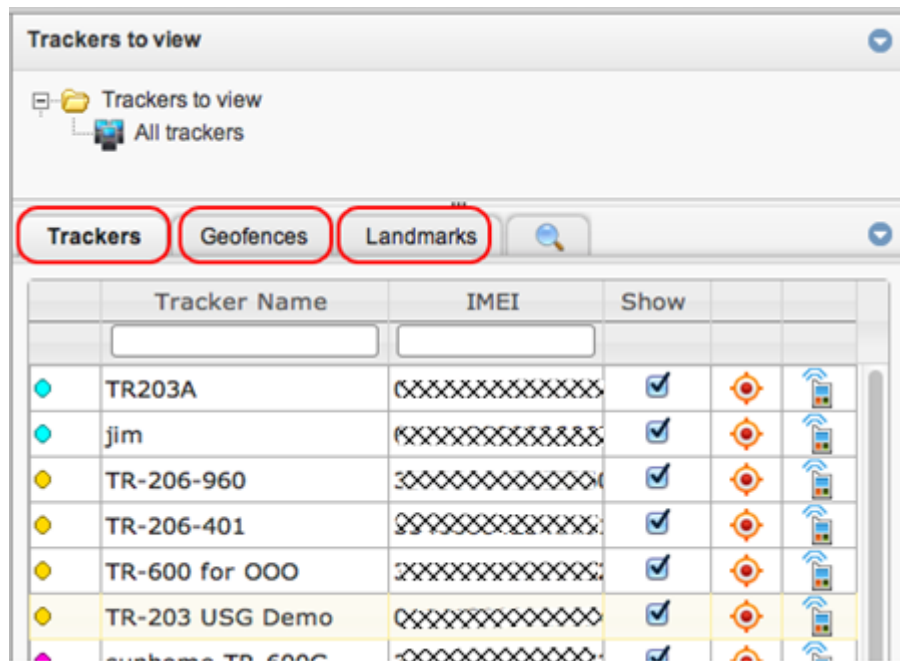 Trackers to view
Trackers to view
All trackers
Trackers Geofences Landmarks
Tracker Name IMEI Show
TR203A
jim
TR-206-960
TR-206-401
TR-600 for OOO
TR-203 USG Demo